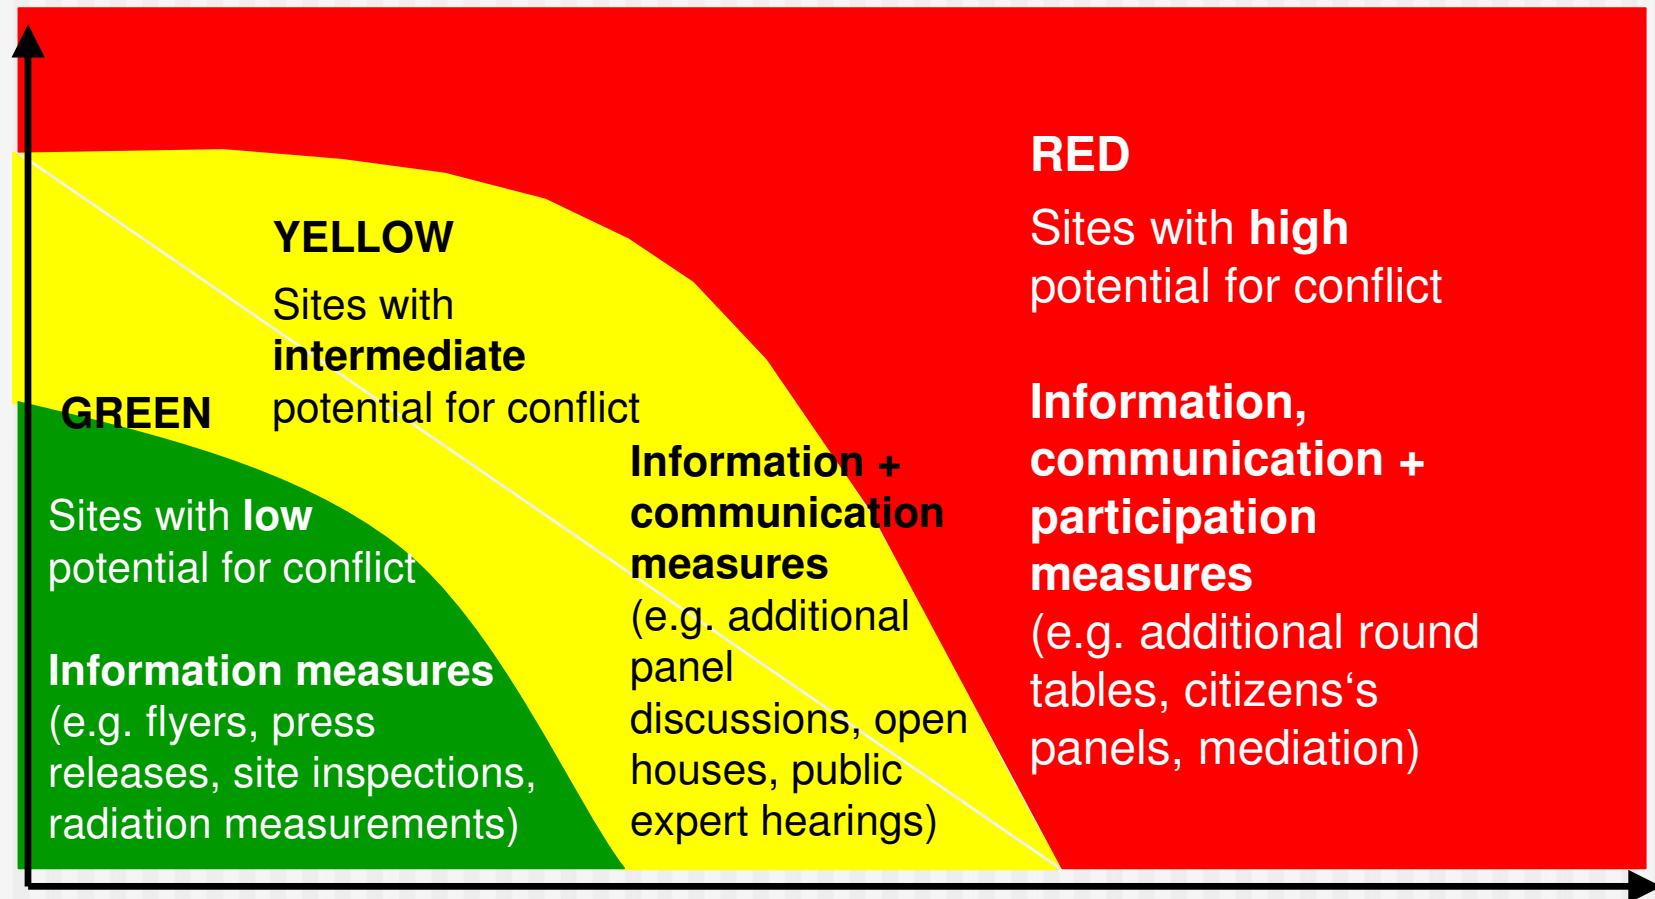 YELLOW
Sites with
intermediate
potential for conflict
Information +
communication
measures
(e.g. additional
panel
discussions, open
houses, public
expert hearings)
GREEN
Sites with low
potential for conflict
Information measures
(e.g. flyers, press
releases, site inspections,
radiation measurements)
RED
Sites with high
potential for conflict
Information,
communication +
participation
measures
(e.g. additional round
tables, citizens‘s
panels, mediation)